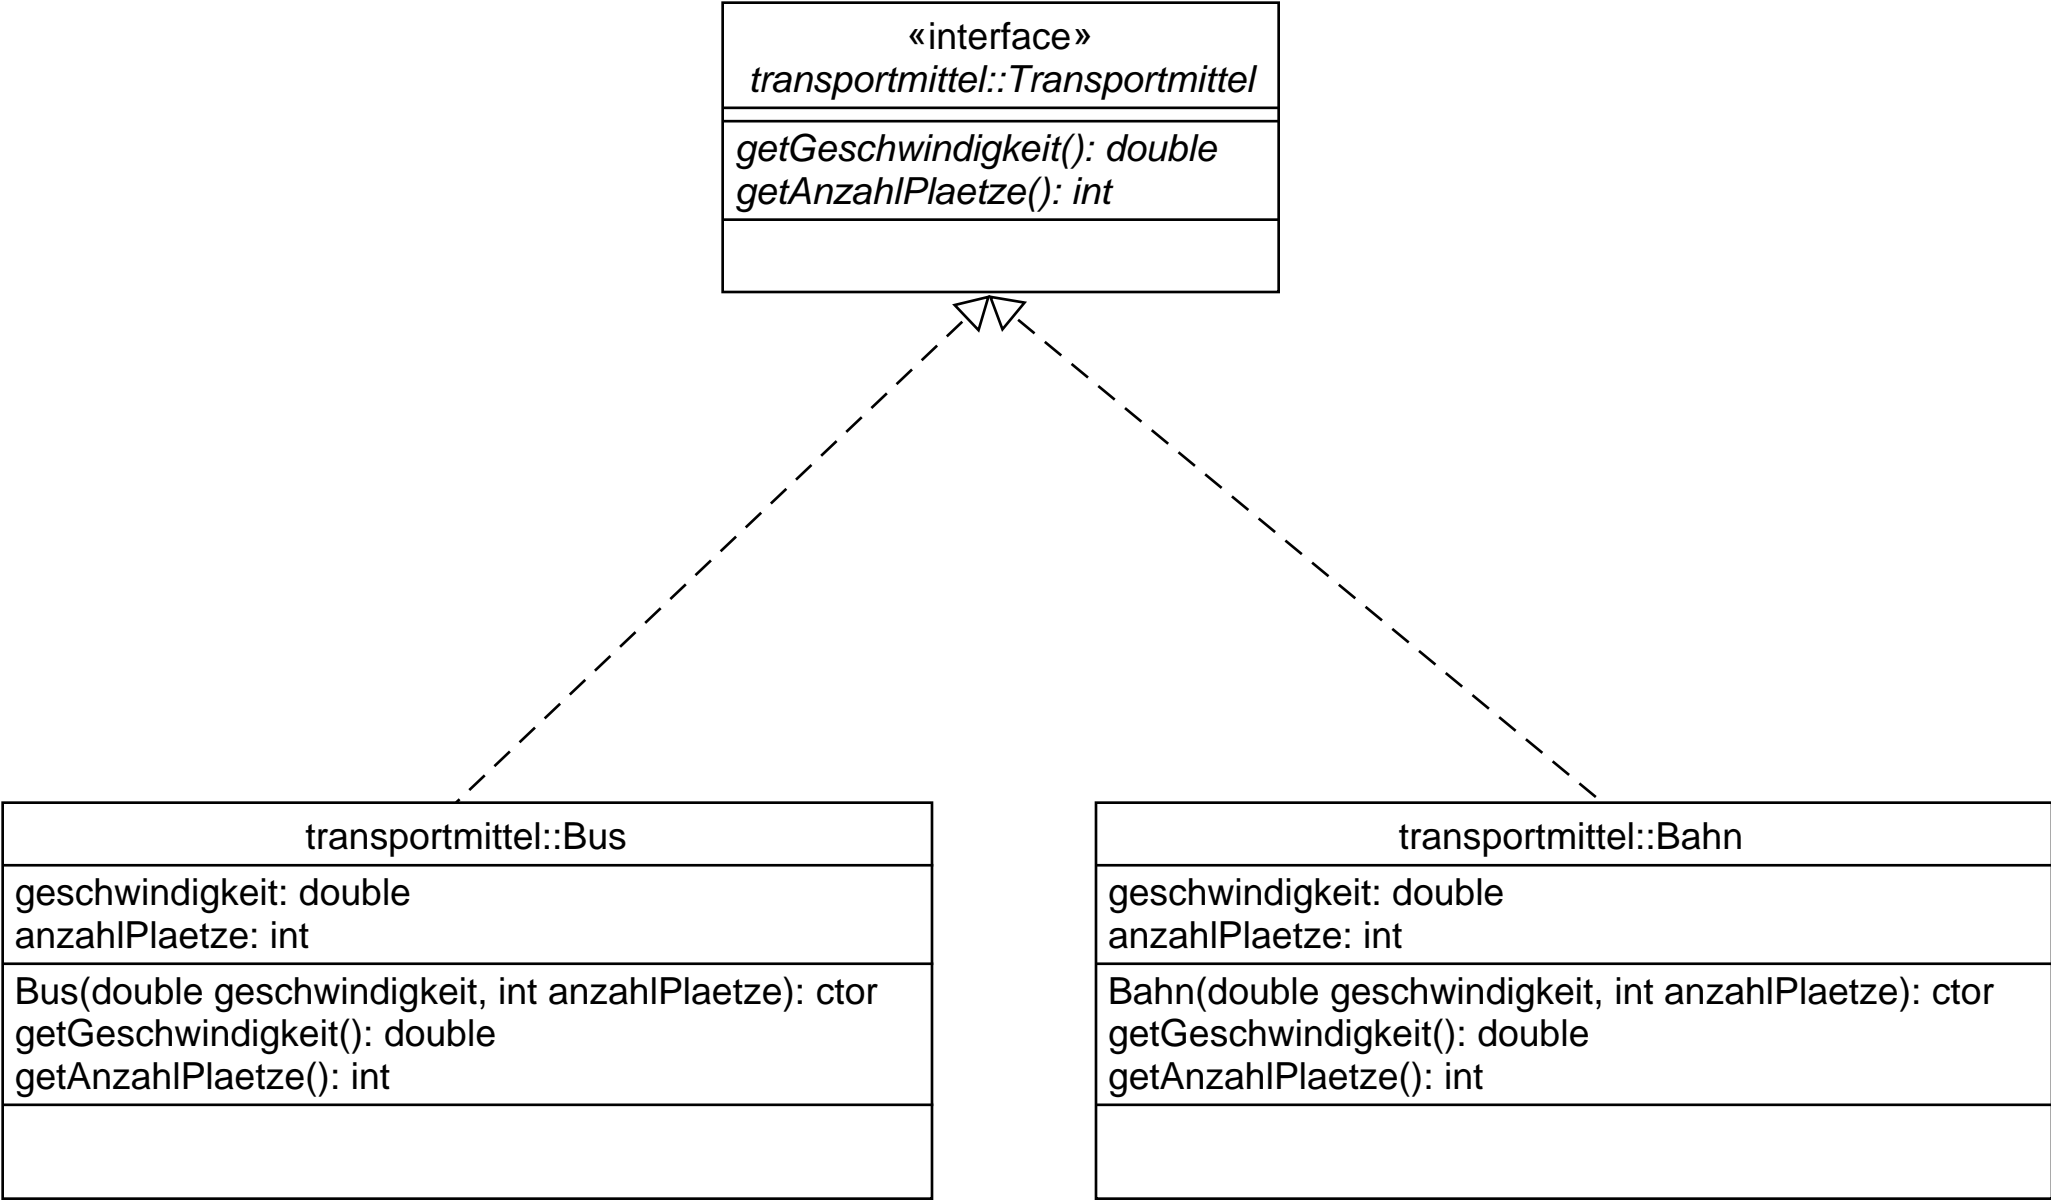 «interface»
transportmittel::Transportmittel
getGeschwindigkeit(): double
getAnzahlPlaetze(): int
transportmittel::Bus
geschwindigkeit: double
anzahlPlaetze: int
Bus(double geschwindigkeit, int anzahlPlaetze): ctor
getGeschwindigkeit(): double
getAnzahlPlaetze(): int
transportmittel::Bahn
geschwindigkeit: double
anzahlPlaetze: int
Bahn(double geschwindigkeit, int anzahlPlaetze): ctor
getGeschwindigkeit(): double
getAnzahlPlaetze(): int